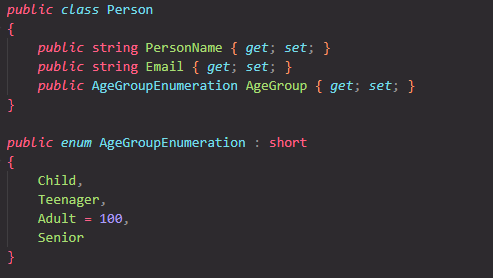 public class Person
{
    public string PersonName { get; set; }
    public string Email { get; set; }
    public AgeGroupEnumeration AgeGroup { get; set; }
}
public enum AgeGroupEnumeration : short
{
    Child,
    Teenager,
    Adult = 100,
    Senior
}